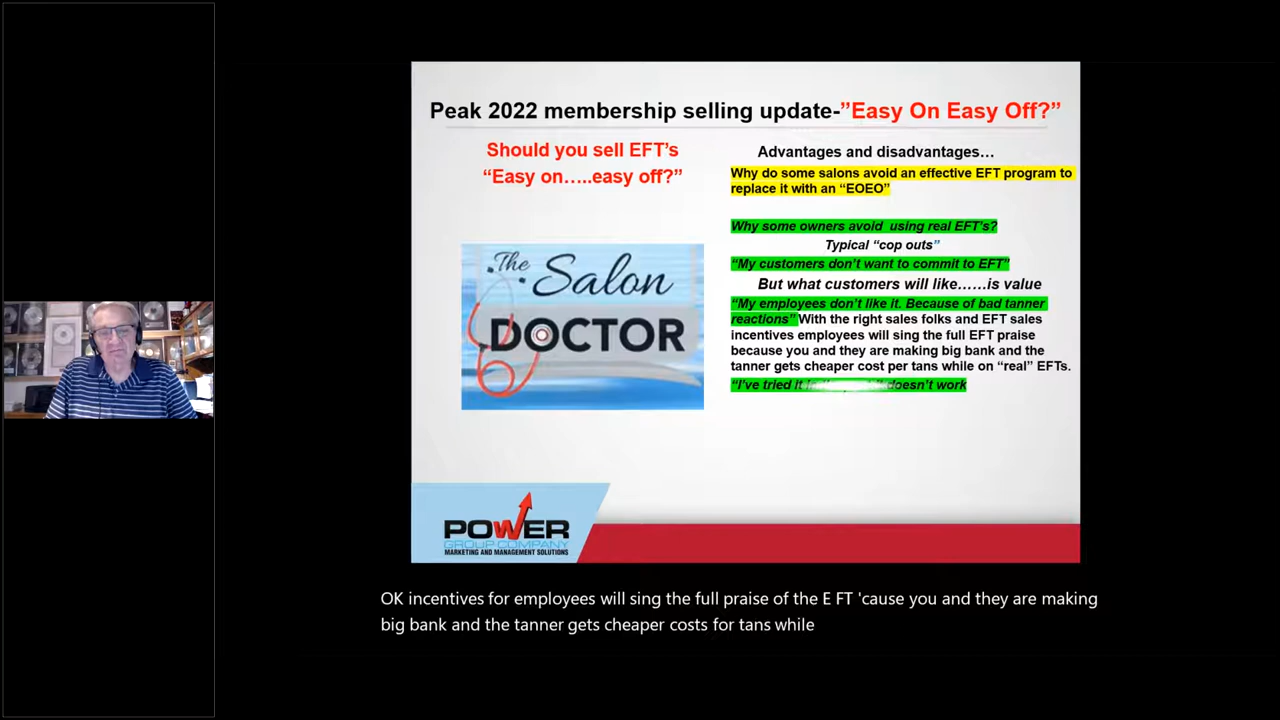 Peak 2022 membership selling update-”Easy On Easy Off?”
Should you sell EFT’s
“Easy on…..easy off?”
The Salon
DOCTOR
Advantages and disadvantages…
Why do some salons avoid an effective EFT program to
replace it with an “EOEO”
Why some owners avoid using real EFT’s?
Typical “cop outs”
“My customers don’t want to commit to EFT”
But what customers will like……is value
“My employees don’t like it. Because of bad tanner
reactions” With the right sales folks and EFT sales
incentives employees will sing the full EFT praise
because you and they are making big bank and the
tanner gets cheaper cost per tans while on “real” EFTs.
“I’ve tried it doesn’t work
POWER
GROUP COMPANY
MARKETING AND MANAGEMENT SOLUTIONS
OK incentives for employees will sing the full praise of the E FT 'cause you and they are making
big bank and the tanner gets cheaper costs for tans while